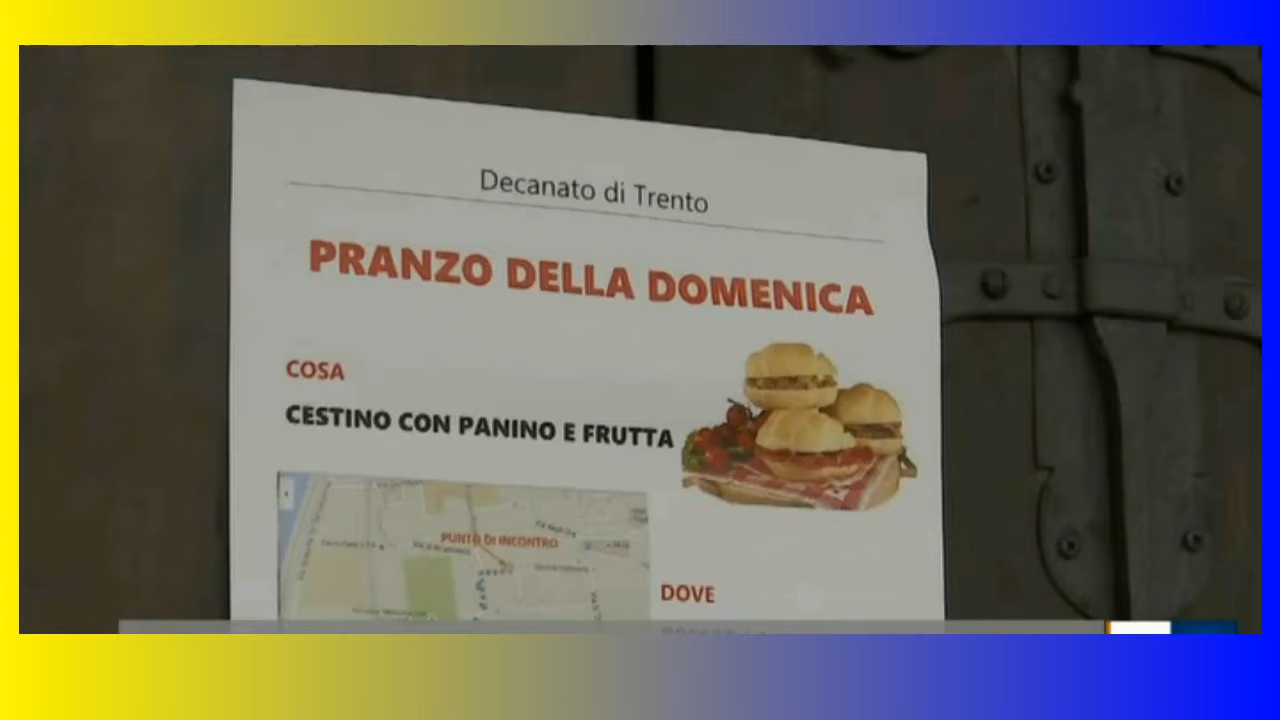 Decanato di Trento
PRANZO DELLA DOMENICA
COSA
CESTINO CON PANINO E FRUTTA
PUNTO DI INCONTRO
DOVE